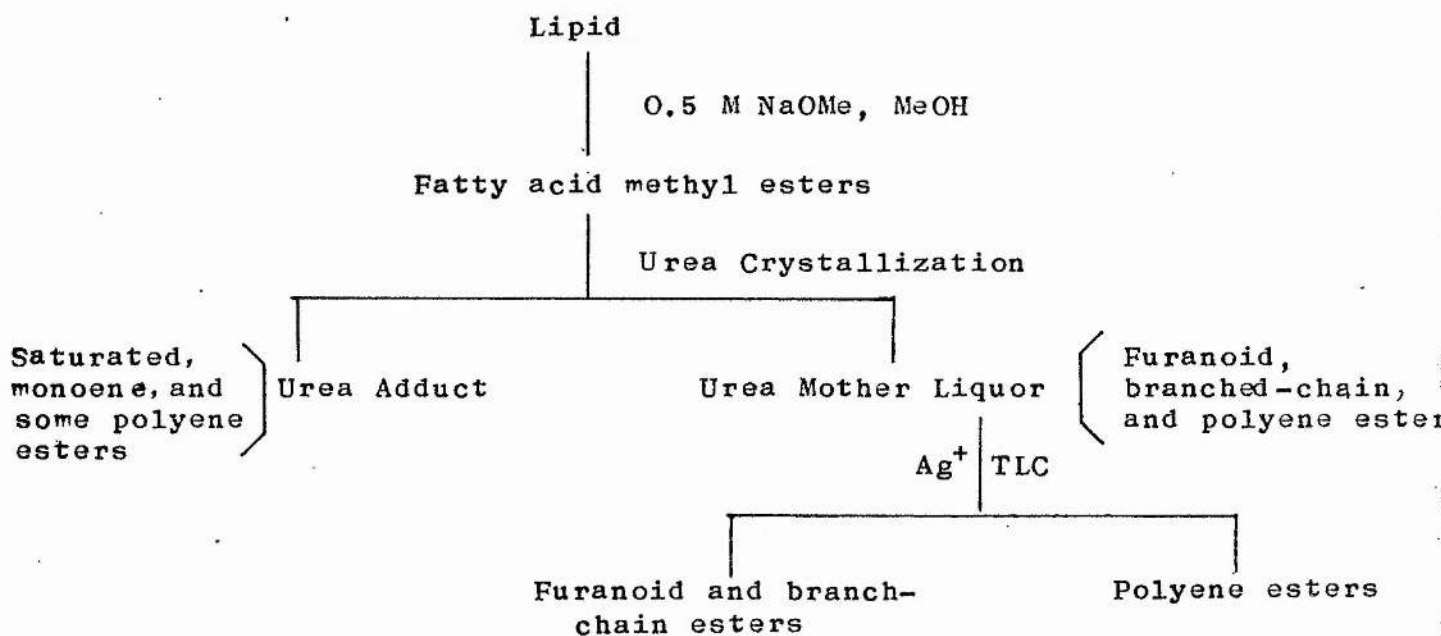 Lipid
0.5 M NaOMe, MeOH
Fatty acid methyl esters
Urea Crystallization
Saturated,
monoene, and
some polyene
esters
Urea Adduct
Urea Mother Liquor
Furanoid,
branched-chain,
and polyene ester
Ag+ TLC
Furanoid and branch-
chain esters
Polyene esters